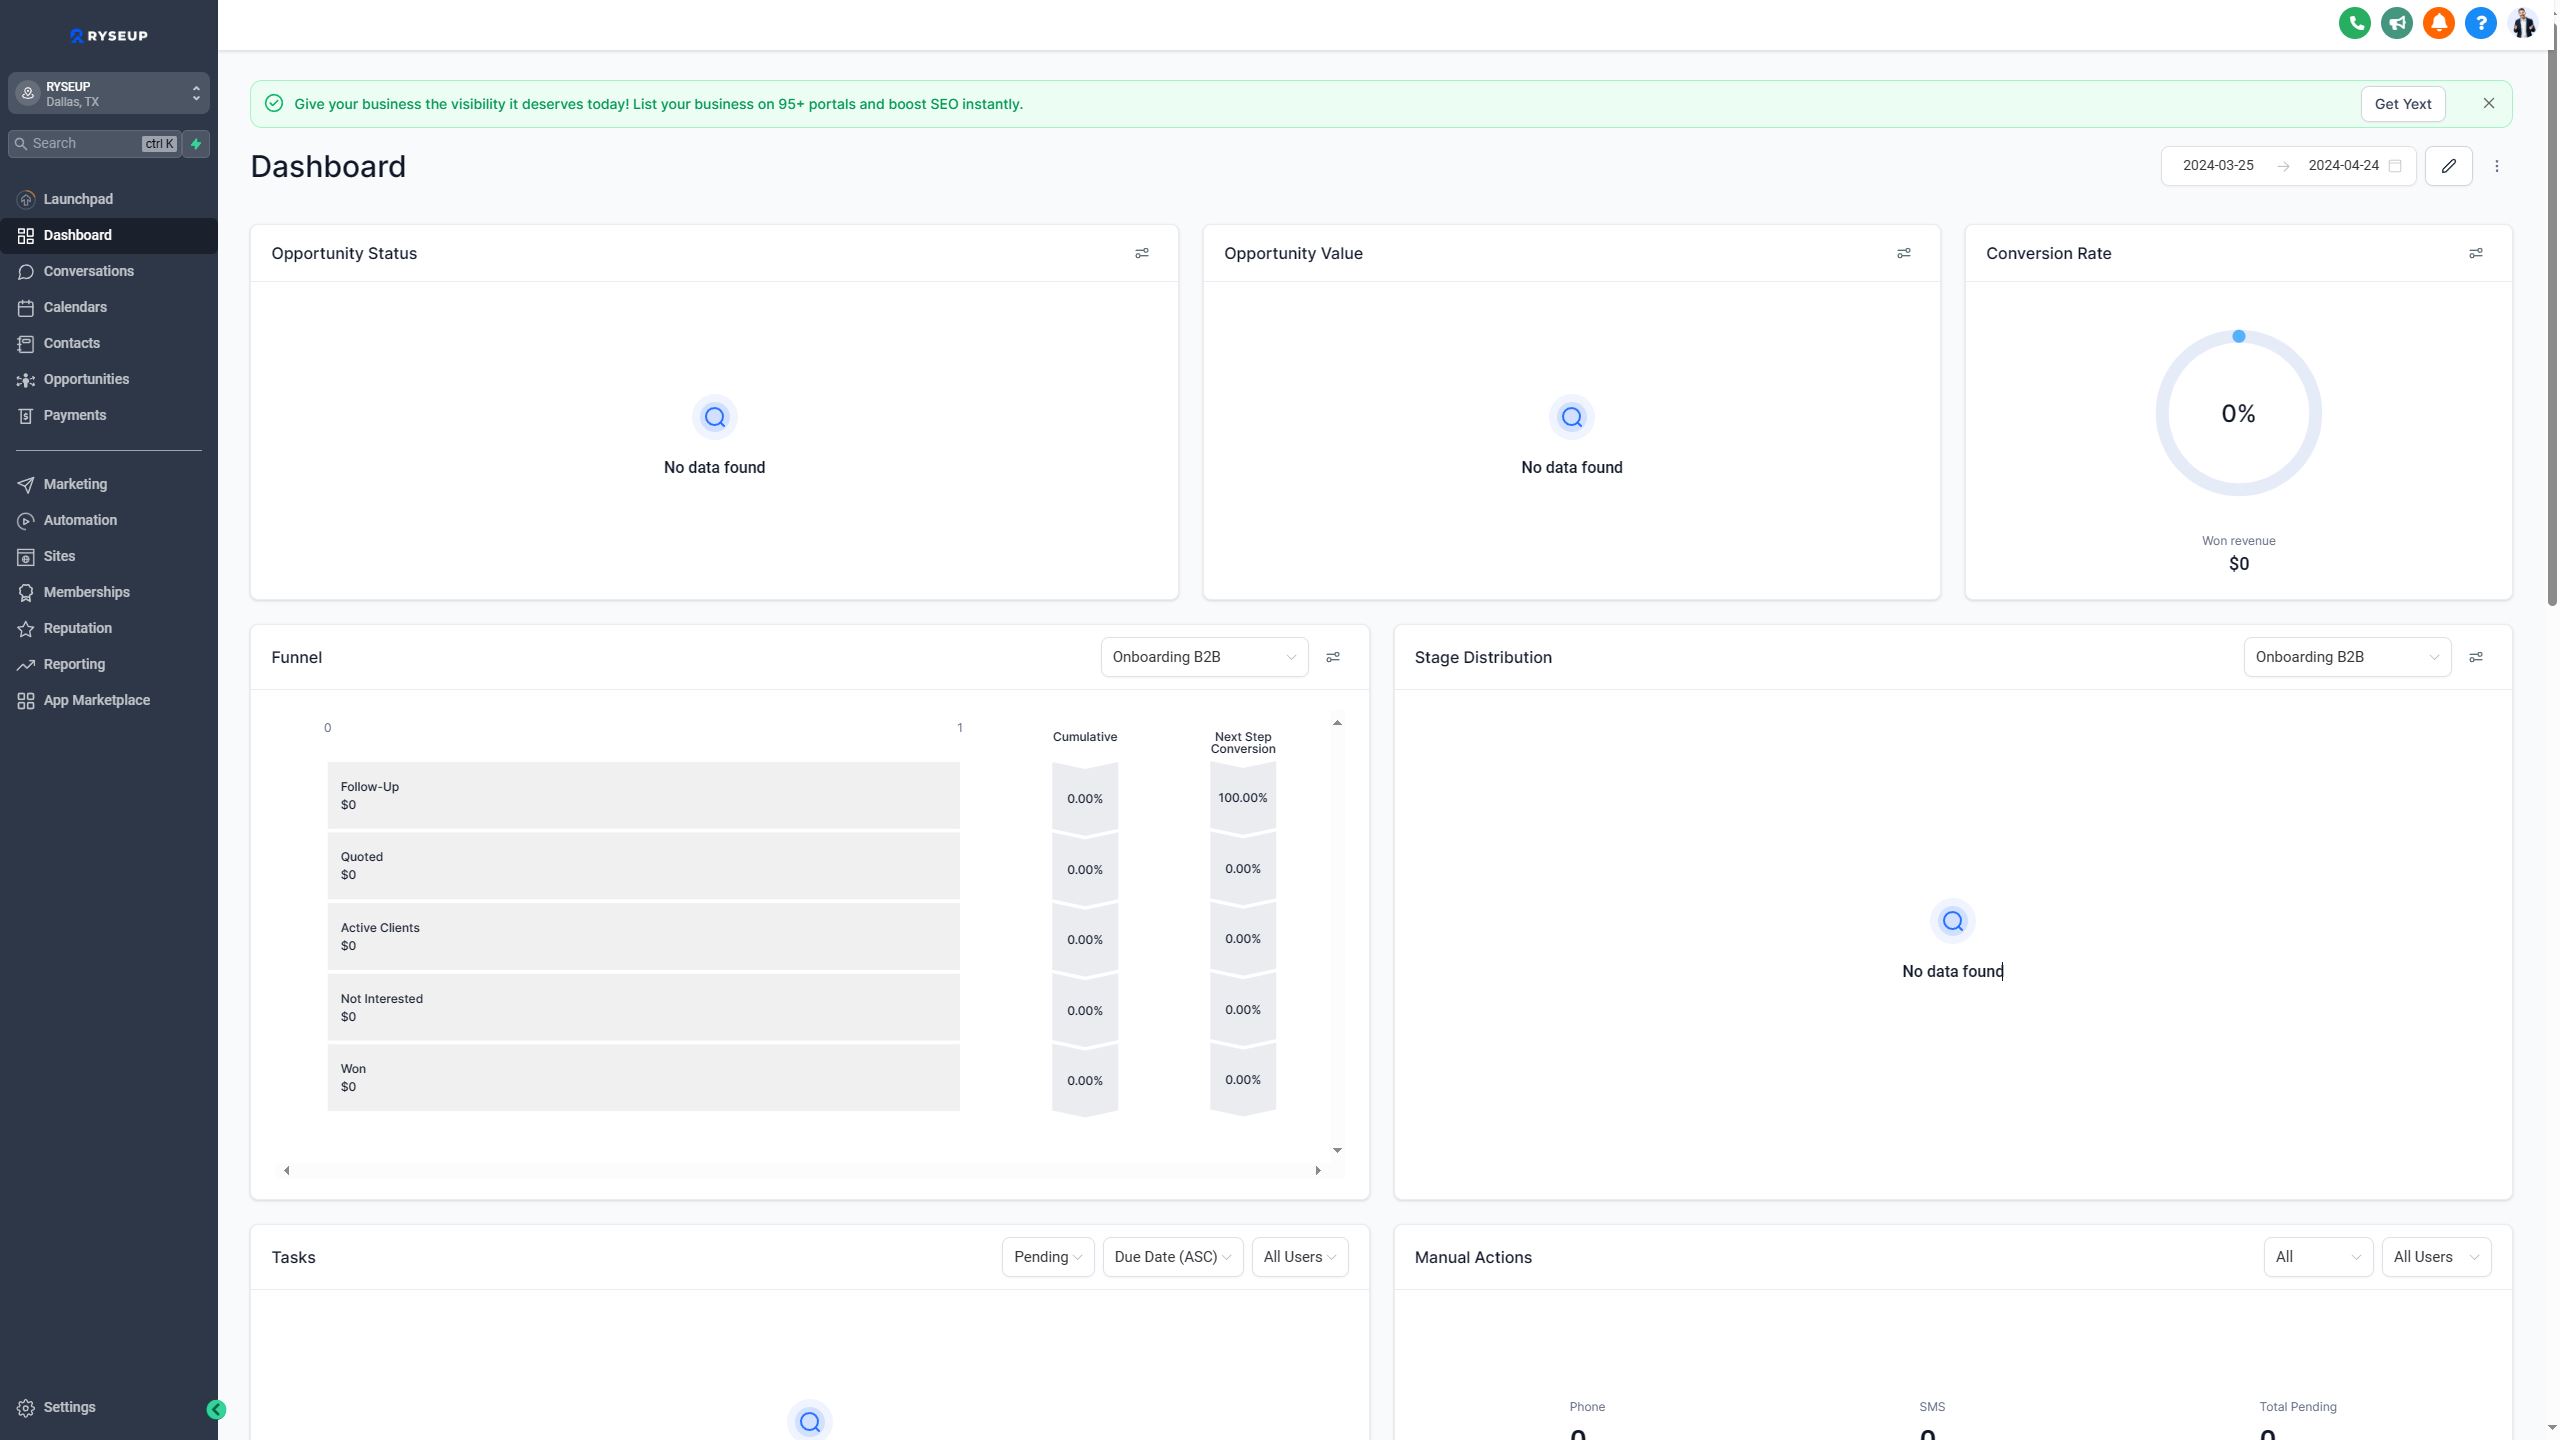 RYSEUP
RYSEUP
Dallas, TX
Search
ctrl K
Launchpad
Dashboard
Conversations
Calendars
Contacts
Opportunities
Payments
Marketing
Automation
Sites
Memberships
Reputation
Reporting
App Marketplace
Settings
Give your business the visibility it deserves today! List your business on 95+ portals and boost SEO instantly.
Get Yext
Dashboard
2024-03-25
2024-04-24
Opportunity Status
No data found
Opportunity Value
No data found
Conversion Rate
0%
Won revenue
$0
Funnel
Onboarding B2B
0
1
Cumulative
Next Step
Conversion
Follow-Up
$0
0.00%
100.00%
Quoted
$0
0.00%
0.00%
Active Clients
$0
0.00%
0.00%
Not Interested
$0
0.00%
0.00%
Won
$0
0.00%
0.00%
Stage Distribution
Onboarding B2B
No data found
Tasks
Pending
Due Date (ASC)
All Users
Manual Actions
All
All Users
Phone
0
SMS
0
Total Pending
0